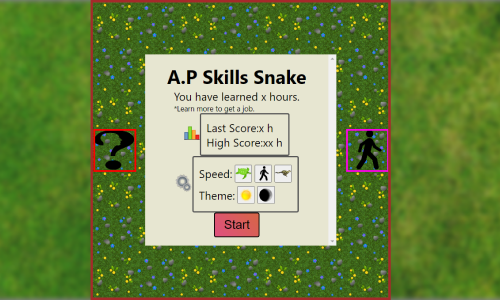 A.P Skills Snake
You have learned x hours.
*Learn more to get a job.
Last Score:x h
High Score:xx h
?
Speed:
Theme:
Start